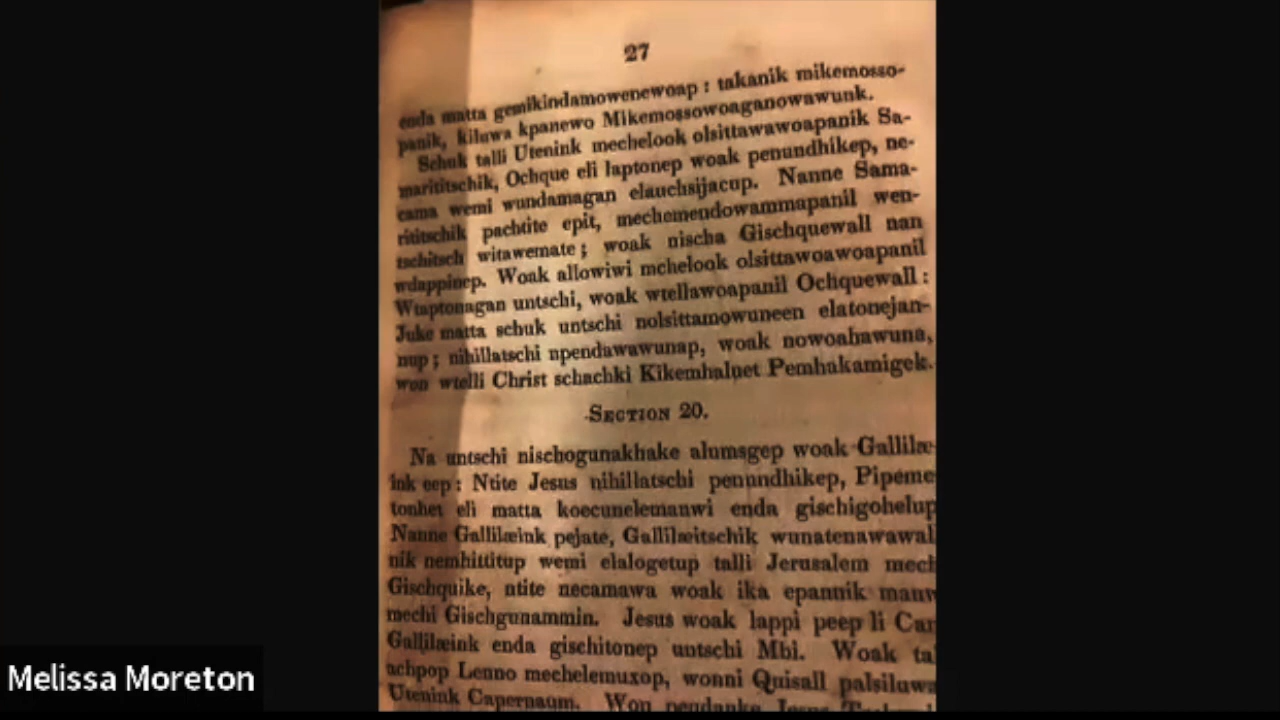 27
enda matta gemikindamowenewoap : takanik mikemosso-
panik, kiluwa kpanewo Mikemossowoaganowawunk.
Schuk talli Utenink mechelook olsittawawoapanik Sa-
marititschik, Ochque eli laptonep woak penundhikep, ne-
cama wemi wundamagan elauchsijacup. Nanne Sama-
rititschik pachtite epit, mechemendowammapanil wen-
tschitsch witawemate ; woak nischa Gischquewall nan
wdappinep. Woak allowiwi mchelook olsittawoawoapanil
Wtaptonagan untschi, woak wtellawoapanil Ochquewall :
Juke matta schuk untschi nolsittamowuneen elatonejan-
nup ; nihillatschi npendawawunap, woak nowoahawuna,
won wtelli Christ schachki Kikemhaluet Pemhakamigek.
SECTION 20.
Na untschi nischogunakhake alumsgep woak Gallilæ-
ink eep : Ntite Jesus nihillatschi penundhikep, Pipeme
tonhet eli matta koecunelemanwi enda gischigohelup
Nanne Gallilæink pejate, Gallilæitschik wunatenawawal
nik nemhittitup wemi elalogetup talli Jerusalem mech
Gischquike, ntite necamawa woak ika epannik manw
mechi Gischgunammin. Jesus woak lappi peep li Can
Gallilæink enda gischitonep untschi Mbi. Woak ta
achpop Lenno mechelemuxop, wonni Quisall palsiluwa
Utenink Capernaum. Won pendanke Jesus
Melissa Moreton